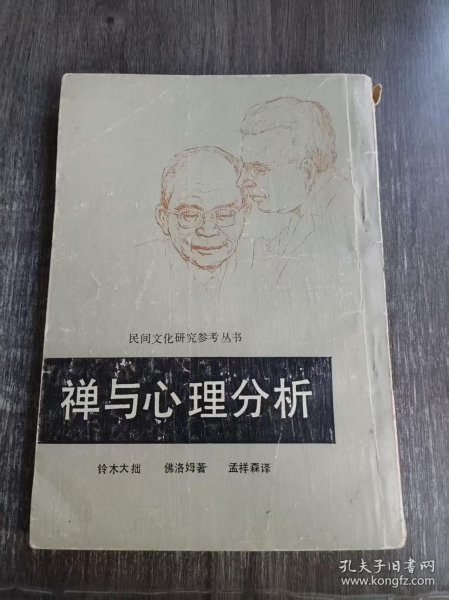 民间文化研究参考丛书
禅与心理分析
铃木大拙 佛洛姆著 孟祥森译
孔夫子旧书网
www.kongfz.com